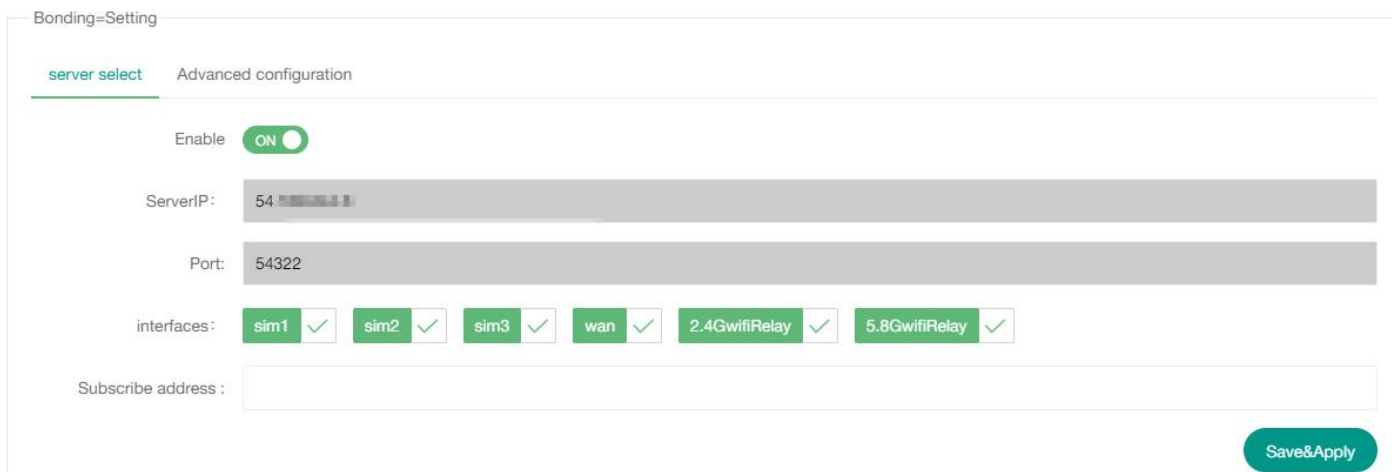 Bonding=Setting
server select Advanced configuration
Enable ON
ServerIP: 54.
Port: 54322
interfaces: sim1 sim2 sim3 wan 2.4GwifiRelay 5.8GwifiRelay
Subscribe address :
Save&Apply